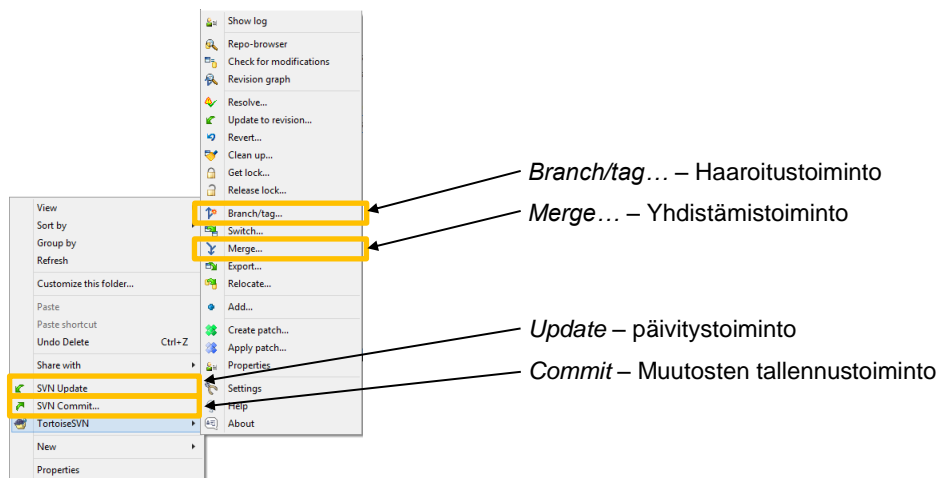 Show log
Repo-browser
Check for modifications
Revision graph
Resolve...
Update to revision...
Revert...
Clean up...
Get lock...
Release lock...
Branch/tag...
Switch...
Merge...
Export...
Relocate...
Add...
Create patch...
Apply patch...
Properties
Settings
Help
About
View
Sort by
Group by
Refresh
Customize this folder...
Paste
Paste shortcut
Undo Delete Ctrl+Z
Share with
SVN Update
SVN Commit...
TortoiseSVN
New
Properties
Branch/tag… – Haaroitustoiminto
Merge… – Yhdistämistoiminto
Update – päivitystoiminto
Commit – Muutosten tallennustoiminto